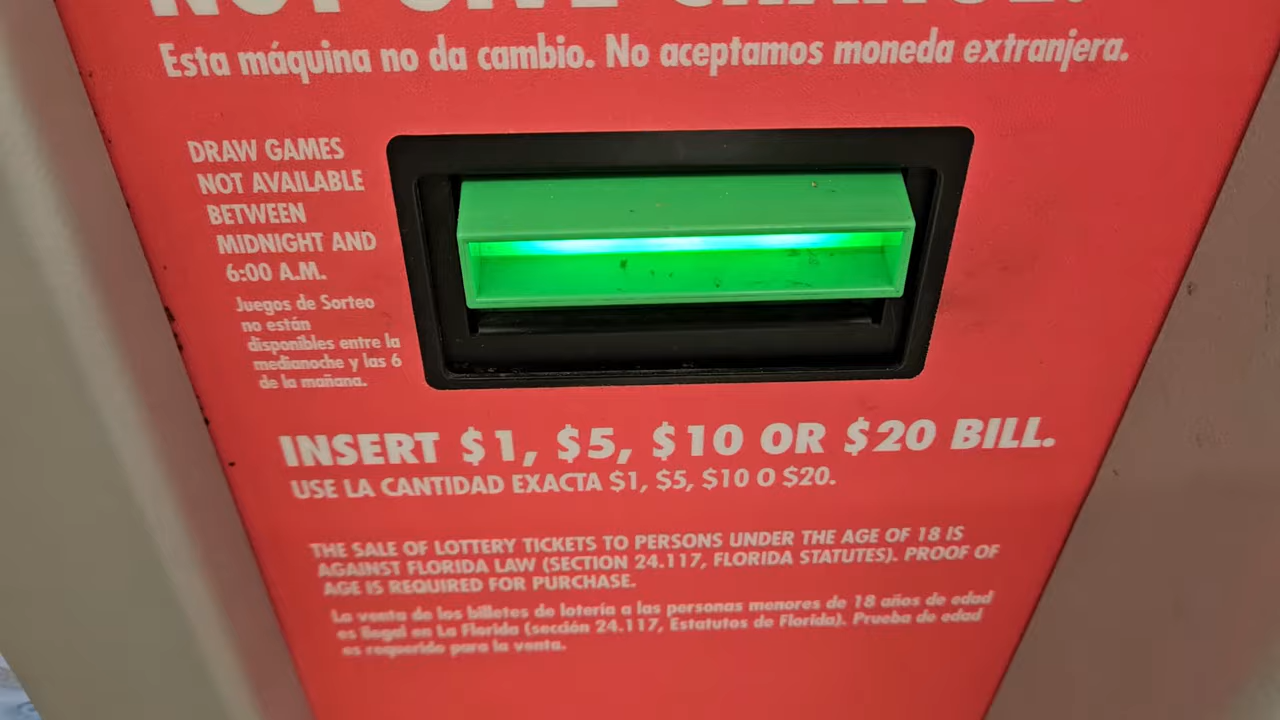 NOT GIVE CHANGE.
Esta máquina no da cambio. No aceptamos moneda extranjera.
DRAW GAMES
NOT AVAILABLE
BETWEEN
MIDNIGHT AND
6:00 A.M.
Juegos de Sorteo
no están
disponibles entre la
medianoche y las 6
de la mañana.
INSERT $1, $5, $10 OR $20 BILL.
USE LA CANTIDAD EXACTA $1, $5, $10 O $20.
THE SALE OF LOTTERY TICKETS TO PERSONS UNDER THE AGE OF 18 IS
AGAINST FLORIDA LAW (SECTION 24.117, FLORIDA STATUTES). PROOF OF
AGE IS REQUIRED FOR PURCHASE.
La venta de los billetes de lotería a las personas menores de 18 años de edad
es ilegal en La Florida (sección 24.117, Estatutos de Florida). Prueba de edad
es requerido para la venta.